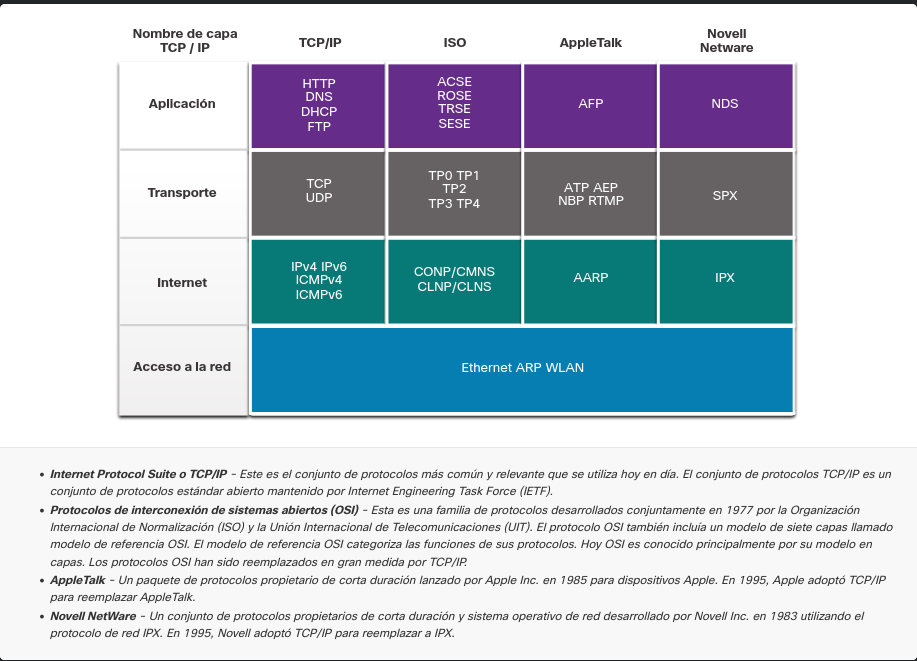 Nombre de capa
TCP / IP
TCP/IP
ISO
AppleTalk
Novell
Netware
Aplicación
HTTP
DNS
DHCP
FTP
ACSE
ROSE
TRSE
SESE
AFP
NDS
Transporte
TCP
UDP
TP0 TP1
TP2
TP3 TP4
ATP AEP
NBP RTMP
SPX
Internet
IPv4 IPv6
ICMPv4
ICMPv6
CONP/CMNS
CLNP/CLNS
AARP
IPX
Acceso a la red
Ethernet ARP WLAN
• Internet Protocol Suite o TCP/IP - Este es el conjunto de protocolos más común y relevante que se utiliza hoy en día. El conjunto de protocolos TCP/IP es un
conjunto de protocolos estándar abierto mantenido por Internet Engineering Task Force (IETF).
• Protocolos de interconexión de sistemas abiertos (OSI) - Esta es una familia de protocolos desarrollados conjuntamente en 1977 por la Organización
Internacional de Normalización (ISO) y la Unión Internacional de Telecomunicaciones (UIT). El protocolo OSI también incluía un modelo de siete capas llamado
modelo de referencia OSI. El modelo de referencia OSI categoriza las funciones de sus protocolos. Hoy OSI es conocido principalmente por su modelo en
capas. Los protocolos OSI han sido reemplazados en gran medida por TCP/IP.
• AppleTalk - Un paquete de protocolos propietario de corta duración lanzado por Apple Inc. en 1985 para dispositivos Apple. En 1995, Apple adoptó TCP/IP
para reemplazar AppleTalk.
• Novell NetWare - Un conjunto de protocolos propietarios de corta duración y sistema operativo de red desarrollado por Novell Inc. en 1983 utilizando el
protocolo de red IPX. En 1995, Novell adoptó TCP/IP para reemplazar a IPX.